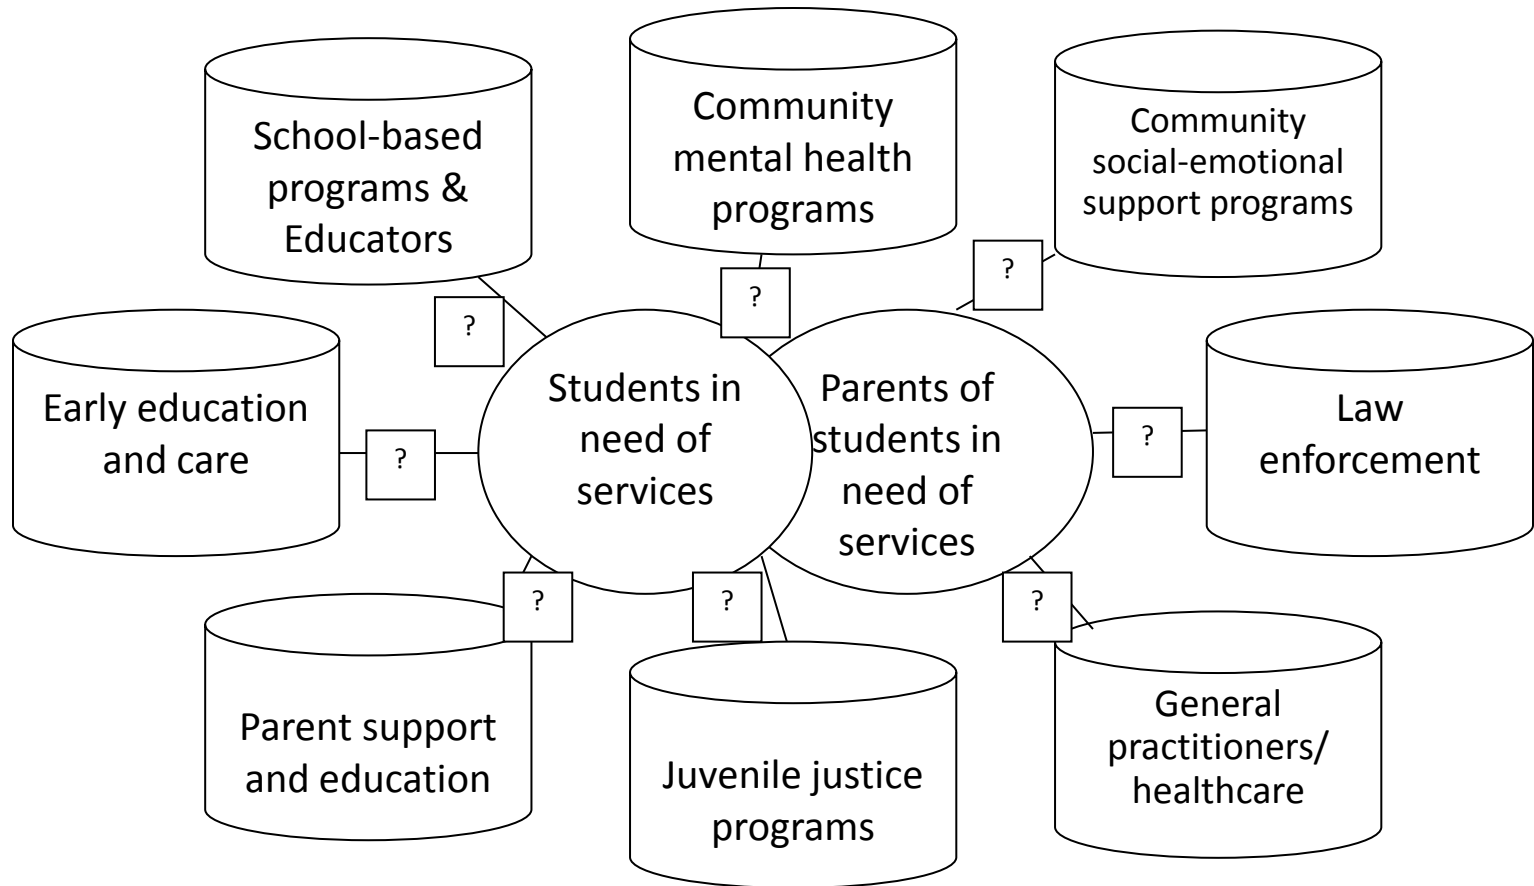 School-based
programs &
Educators
Community
mental health
programs
Community
social-emotional
support programs
?
?
?
Early education
and care
?
Students in
need of
services
Parents of
students in
need of
services
?
Law
enforcement
?
?
?
Parent support
and education
Juvenile justice
programs
General
practitioners/
healthcare